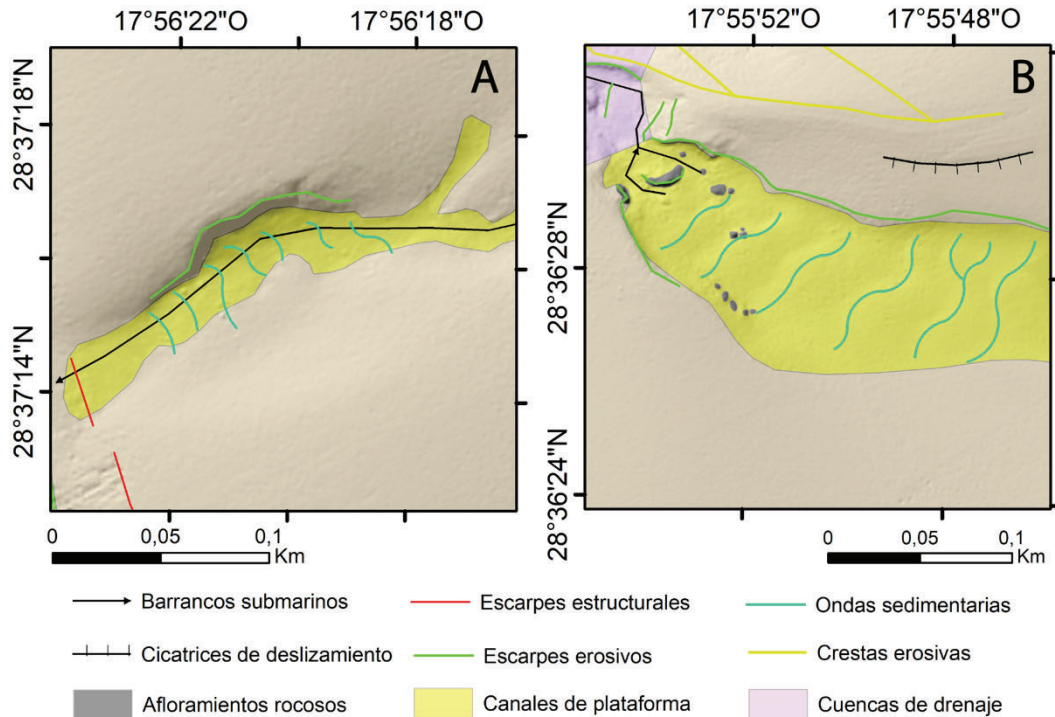 17°56'22"O 17°56'18"O
17°55'52"O 17°55'48"O
A
B
28°37'18"N
28°37'14"N
28°36'28"N
28°36'24"N
0 0,05 0,1
Km
0 0,05 0,1
Km
Barrancos submarinos
Escarpes estructurales
Ondas sedimentarias
Cicatrices de deslizamiento
Escarpes erosivos
Crestas erosivas
Afloramientos rocosos
Canales de plataforma
Cuencas de drenaje